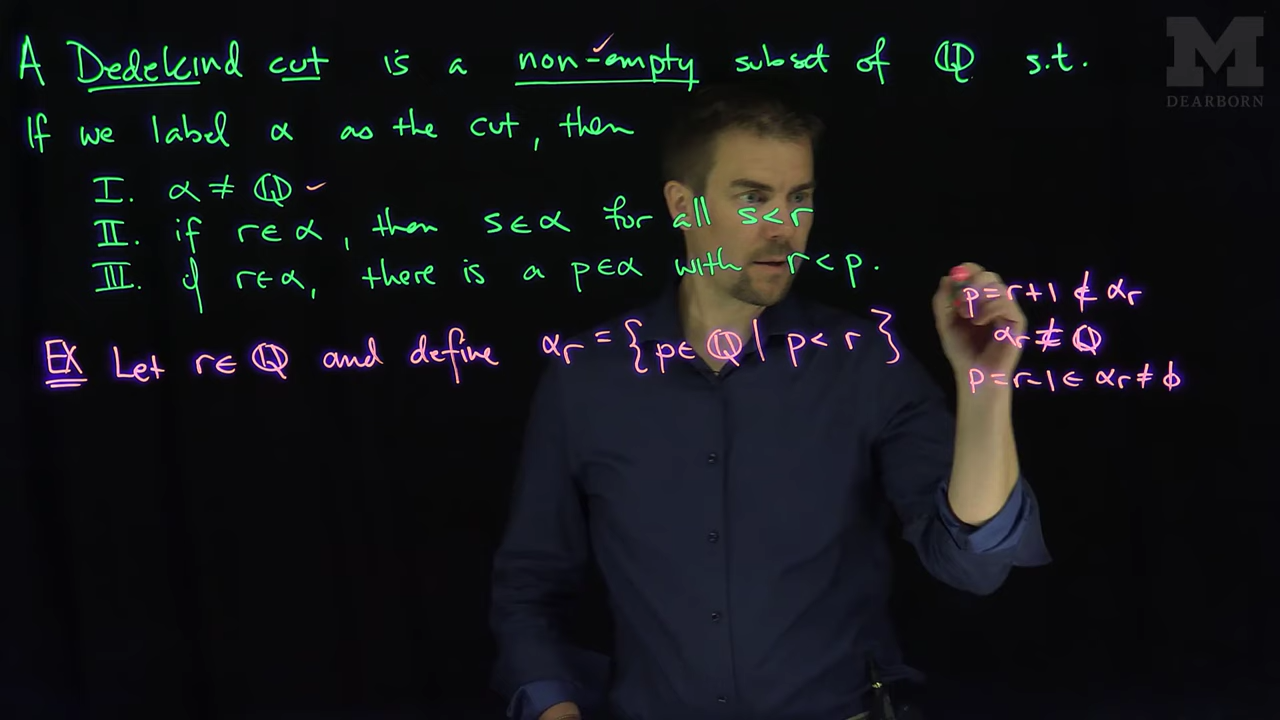 A Dedekind cut is a non-empty subset of ℚ s.t.
If we label α as the cut, then
I. α ≠ ℚ ✓
II. if r ∈ α, then s ∈ α for all s < r
III. if r ∈ α, there is a p ∈ α with r < p.
EX Let r ∈ ℚ and define αr = { p ∈ ℚ | p < r }
p = r + 1 ∉ αr
αr ≠ ℚ
p = r - 1 ∈ αr ≠ ϕ
M
DEARBORN